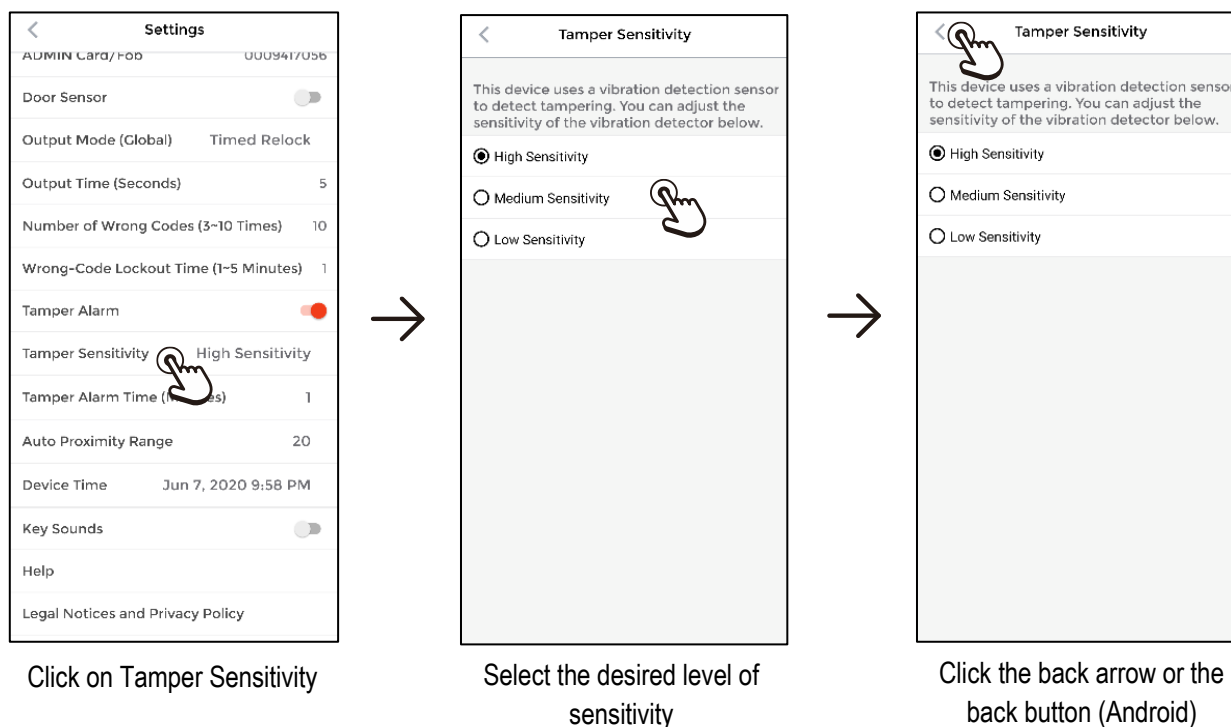 Settings
ADMIN Card/Fob 0009417056
Door Sensor
Output Mode (Global) Timed Relock
Output Time (Seconds) 5
Number of Wrong Codes (3~10 Times) 10
Wrong-Code Lockout Time (1~5 Minutes) 1
Tamper Alarm
Tamper Sensitivity High Sensitivity
Tamper Alarm Time ( es) 1
Auto Proximity Range 20
Device Time Jun 7, 2020 9:58 PM
Key Sounds
Help
Legal Notices and Privacy Policy
Click on Tamper Sensitivity
Tamper Sensitivity
This device uses a vibration detection sensor
to detect tampering. You can adjust the
sensitivity of the vibration detector below.
High Sensitivity
Medium Sensitivity
Low Sensitivity
Select the desired level of
sensitivity
Tamper Sensitivity
This device uses a vibration detection sensor
to detect tampering. You can adjust the
sensitivity of the vibration detector below.
High Sensitivity
Medium Sensitivity
Low Sensitivity
Click the back arrow or the
back button (Android)